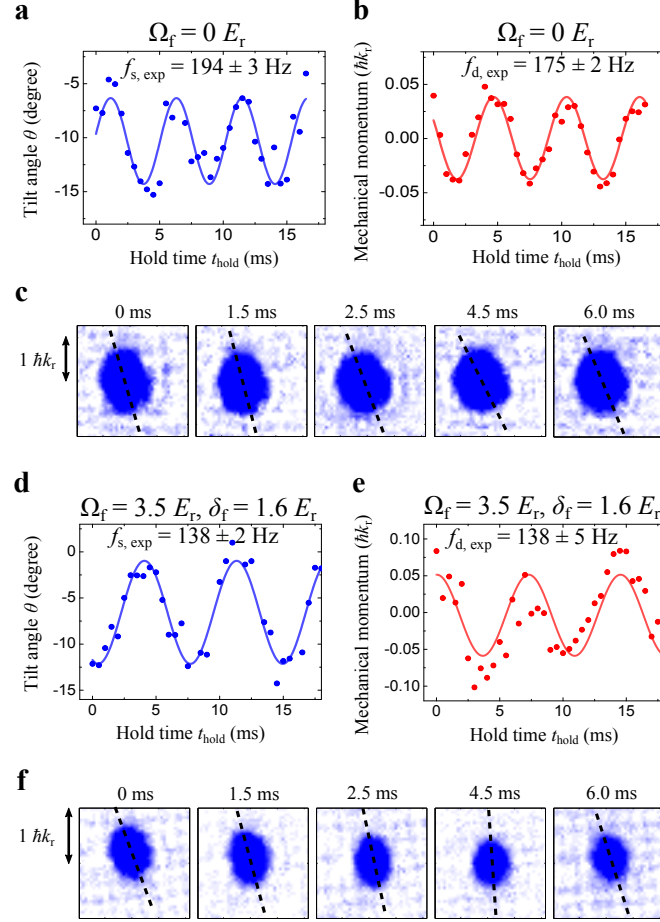 a
Ω_f = 0 E_r
f_s, exp = 194 ± 3 Hz
Tilt angle θ (degree)
-5
-10
-15
0 5 10 15
Hold time t_hold (ms)
b
Ω_f = 0 E_r
f_d, exp = 175 ± 2 Hz
Mechanical momentum (ħk_r)
0.05
0.00
-0.05
0 5 10 15
Hold time t_hold (ms)
c
0 ms 1.5 ms 2.5 ms 4.5 ms 6.0 ms
1 ħk_r
d
Ω_f = 3.5 E_r, δ_f = 1.6 E_r
f_s, exp = 138 ± 2 Hz
Tilt angle θ (degree)
0
-5
-10
-15
0 5 10 15
Hold time t_hold (ms)
e
Ω_f = 3.5 E_r, δ_f = 1.6 E_r
f_d, exp = 138 ± 5 Hz
Mechanical momentum (ħk_r)
0.10
0.05
0.00
-0.05
-0.10
0 5 10 15
Hold time t_hold (ms)
f
0 ms 1.5 ms 2.5 ms 4.5 ms 6.0 ms
1 ħk_r